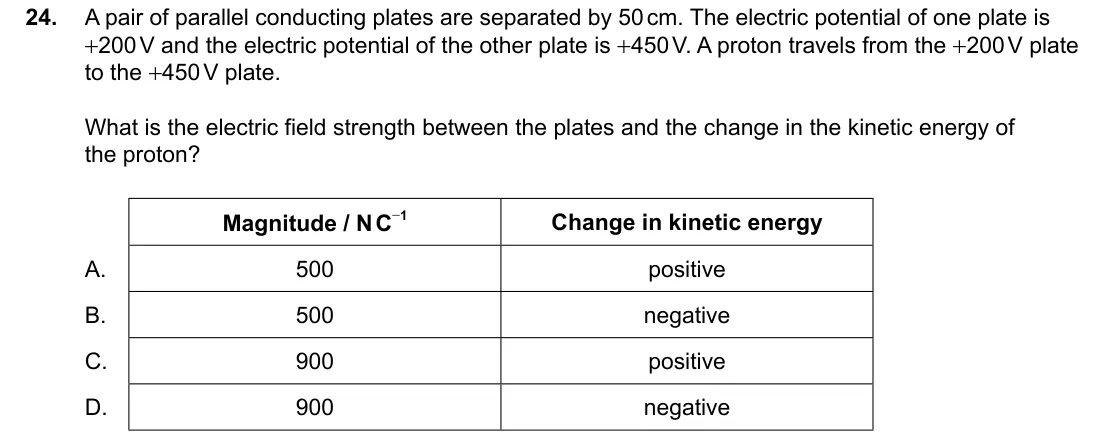 24. A pair of parallel conducting plates are separated by 50 cm. The electric potential of one plate is
+200 V and the electric potential of the other plate is +450 V. A proton travels from the +200 V plate
to the +450 V plate.
What is the electric field strength between the plates and the change in the kinetic energy of
the proton?
Magnitude / N C⁻¹ Change in kinetic energy
A. 500 positive
B. 500 negative
C. 900 positive
D. 900 negative